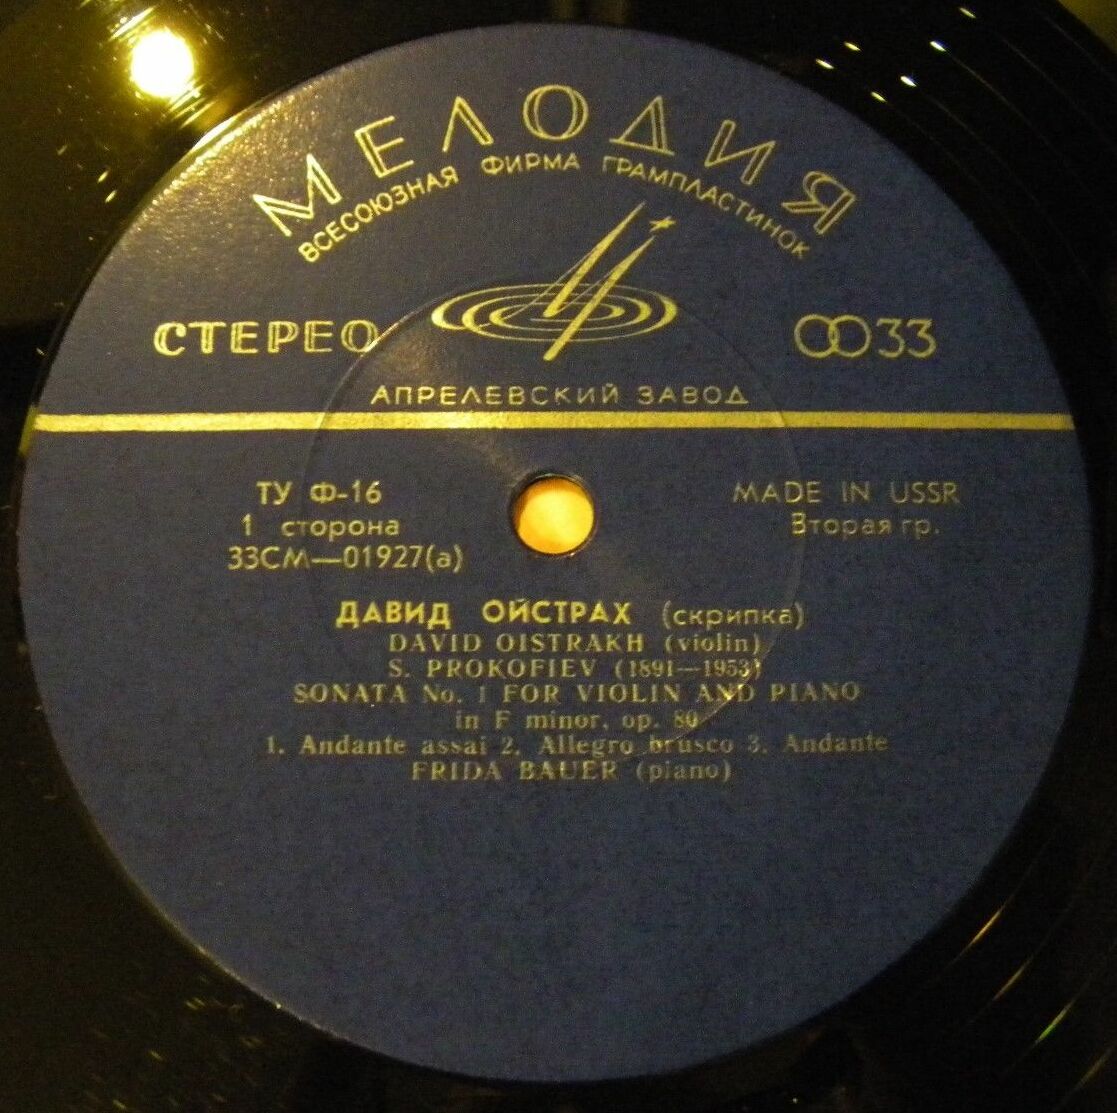 МЕЛОДИЯ
ВСЕСОЮЗНАЯ ФИРМА ГРАМПЛАСТИНОК
СТЕРЕО
33
АПРЕЛЕВСКИЙ ЗАВОД
ТУ Ф-16
1 сторона
33СМ—01927(а)
MADE IN USSR
Вторая гр.
ДАВИД ОЙСТРАХ (скрипка)
DAVID OISTRAKH (violin)
S. PROKOFIEV (1891—1953)
SONATA No. 1 FOR VIOLIN AND PIANO
in F minor, op. 80
1. Andante assai 2. Allegro brusco 3. Andante
FRIDA BAUER (piano)